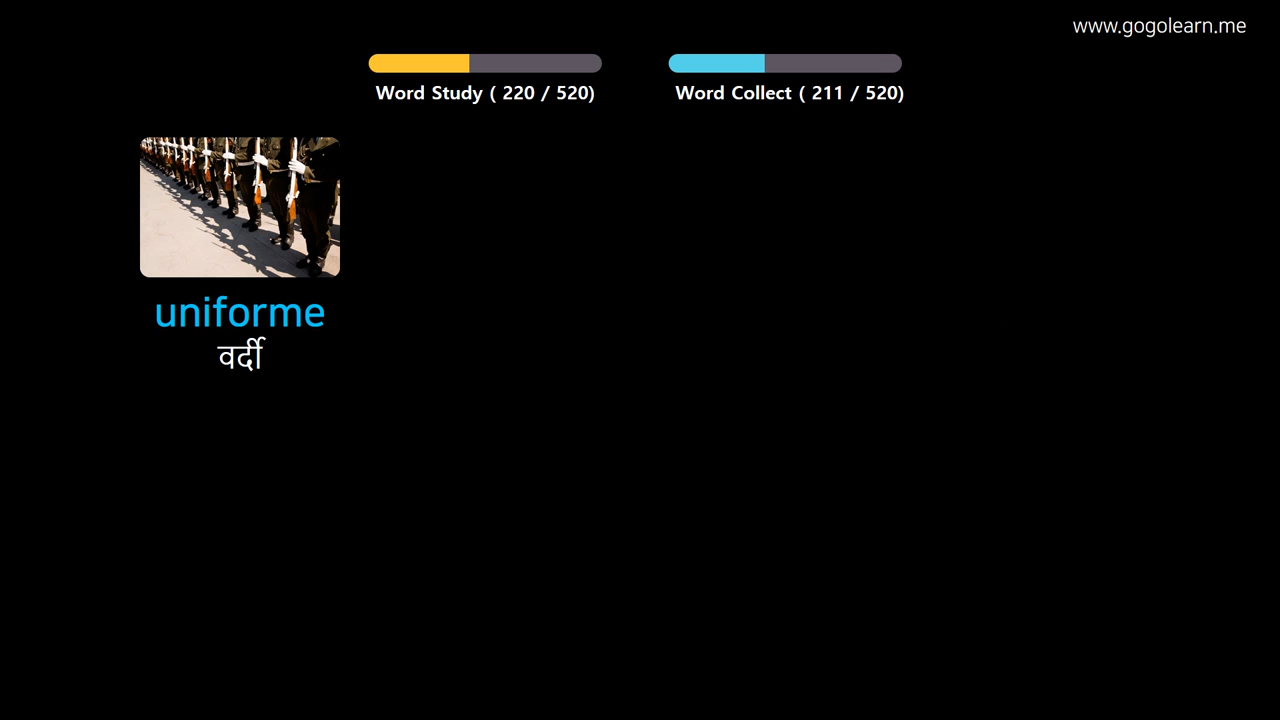 www.gogolearn.me
Word Study ( 220 / 520)
Word Collect ( 211 / 520)
uniforme
वर्दी